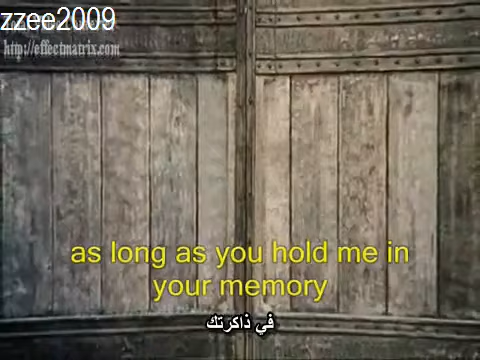 zzee2009
http://effectmatrix.com
as long as you hold me in
your memory
في ذاكرتك